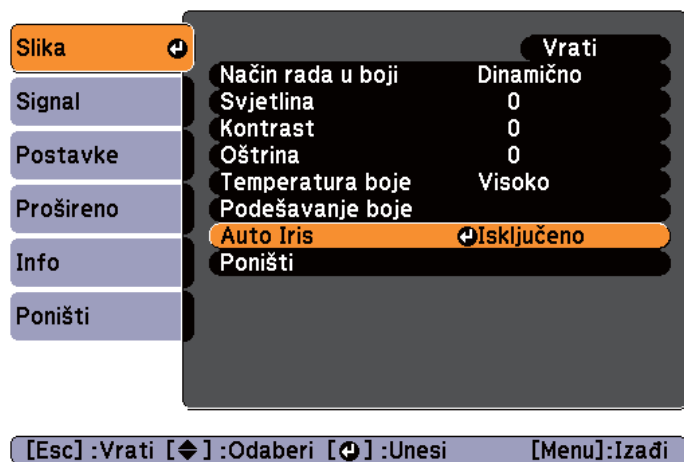 Slika
Signal
Postavke
Prošireno
Info
Poništi
Vrati
Način rada u boji Dinamično
Svjetlina 0
Kontrast 0
Oštrina 0
Temperatura boje Visoko
Podešavanje boje
Auto Iris Isključeno
Poništi
[Esc] :Vrati [◆] :Odaberi [⏎] :Unesi [Menu]:Izađi